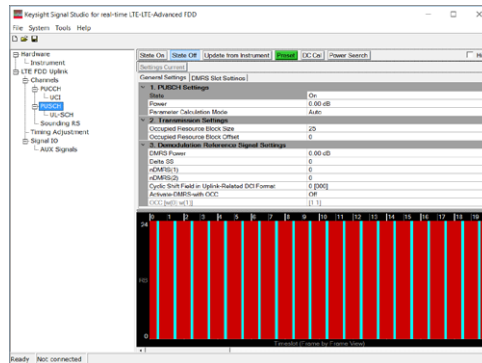 Keysight Signal Studio for real-time LTE-LTE-Advanced FDD
File System Tools Help
Hardware
Instrument
LTE FDD Uplink
Channels
PUCCH
UCI
PUSCH
UL-SCH
Sounding RS
Timing Adjustment
Signal IO
AUX Signals
State On State Off Update from Instrument Preset DC Cal Power Search
Settings Current
General Settings DMRS Slot Settings
1. PUSCH Settings
State On
Power 0.00 dB
Parameter Calculation Mode Auto
2. Transmission Settings
Occupied Resource Block Size 25
Occupied Resource Block Offset 0
3. Demodulation Reference Signal Settings
DMRS Power 0.00 dB
Delta SS 0
nDMRS(1) 0
nDMRS(2) 0
Cyclic Shift Field in Uplink-Related DCI Format 0 [000]
Activate-DMRS-with OCC Off
OCC [w(0) w(1)] [1 1]
0 1 2 3 4 5 6 7 8 9 10 11 12 13 14 15 16 17 18 19
24
0
Timeslot (Frame by Frame View)
Ready Not connected